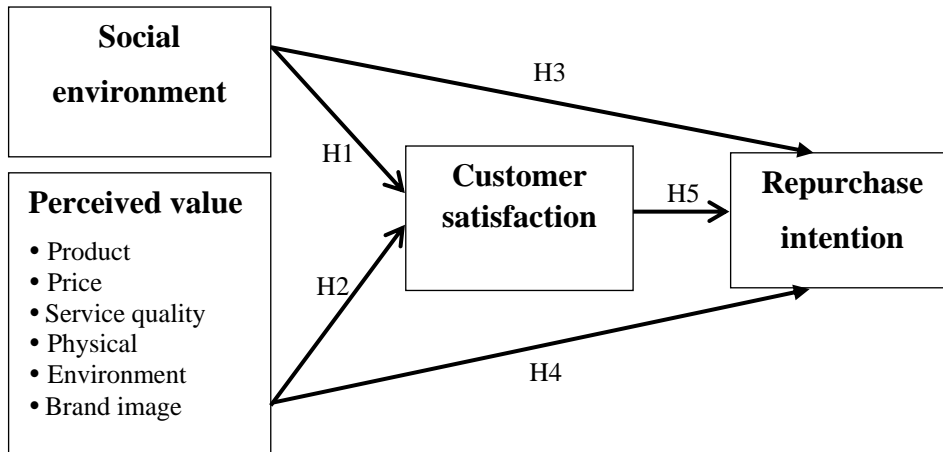 Social
environment
H3
H1
Customer
satisfaction
H5
Repurchase
intention
Perceived value
• Product
• Price
• Service quality
• Physical
• Environment
• Brand image
H2
H4